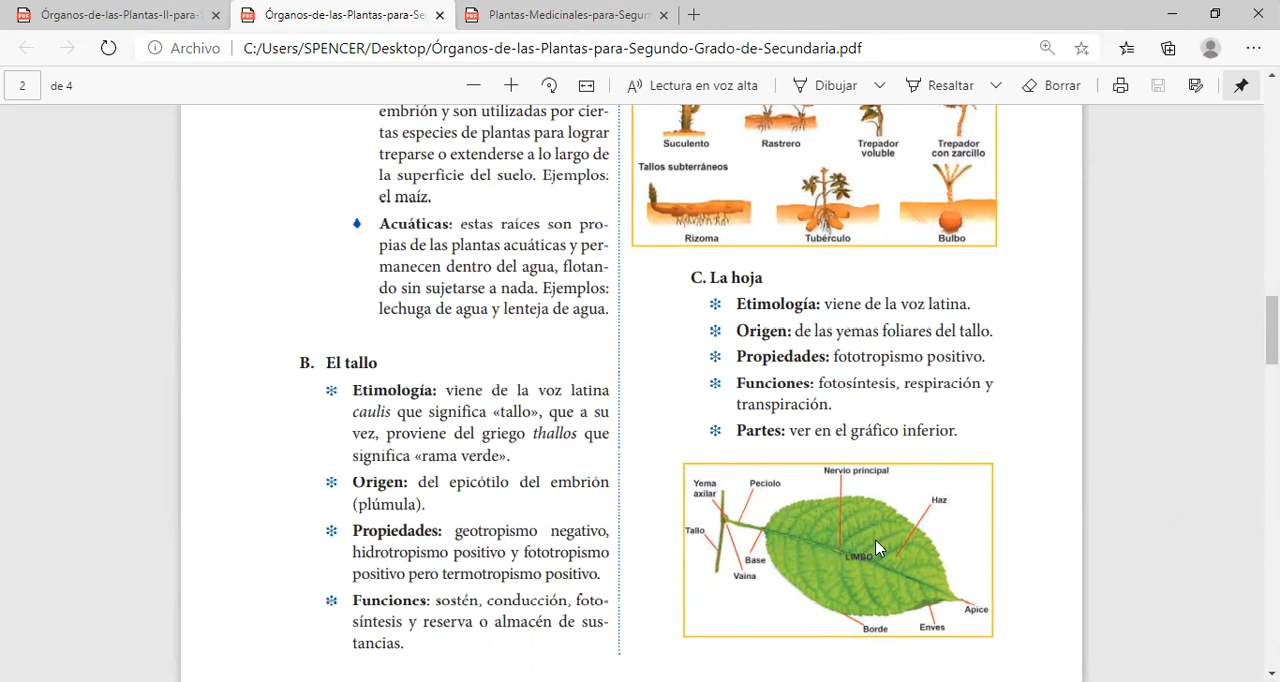 Órganos-de-las-Plantas-II-para-
Órganos-de-las-Plantas-para-Se
Plantas-Medicinales-para-Segun
Archivo
C:/Users/SPENCER/Desktop/Órganos-de-las-Plantas-para-Segundo-Grado-de-Secundaria.pdf
2
de 4
Lectura en voz alta
Dibujar
Resaltar
Borrar
embrión y son utilizadas por cier-
tas especies de plantas para lograr
treparse o extenderse a lo largo de
la superficie del suelo. Ejemplos:
el maíz.
Acuáticas: estas raíces son pro-
pias de las plantas acuáticas y per-
manecen dentro del agua, flotan-
do sin sujetarse a nada. Ejemplos:
lechuga de agua y lenteja de agua.
B. El tallo
Etimología: viene de la voz latina
caulis que significa «tallo», que a su
vez, proviene del griego thallos que
significa «rama verde».
Origen: del epicótilo del embrión
(plúmula).
Propiedades: geotropismo negativo,
hidrotropismo positivo y fototropismo
positivo pero termotropismo positivo.
Funciones: sostén, conducción, foto-
síntesis y reserva o almacén de sus-
tancias.
Suculento
Rastrero
Trepador
voluble
Trepador
con zarcillo
Tallos subterráneos
Rizoma
Tubérculo
Bulbo
C. La hoja
Etimología: viene de la voz latina.
Origen: de las yemas foliares del tallo.
Propiedades: fototropismo positivo.
Funciones: fotosíntesis, respiración y
transpiración.
Partes: ver en el gráfico inferior.
Nervio principal
Yema
axilar
Peciolo
Haz
Tallo
LIMBO
Base
Vaina
Apice
Borde
Enves